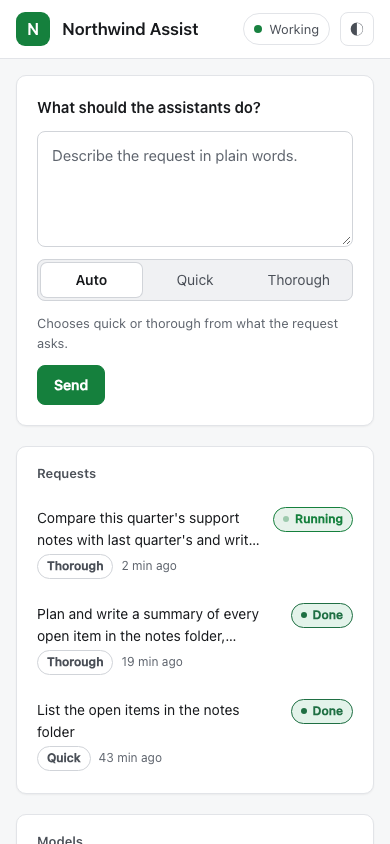 N Northwind Assist Working
What should the assistants do?
Describe the request in plain words.
Auto Quick Thorough
Chooses quick or thorough from what the request
asks.
Send
Requests
Compare this quarter's support
notes with last quarter's and writ...
Running
Thorough 2 min ago
Plan and write a summary of every
open item in the notes folder,...
Done
Thorough 19 min ago
List the open items in the notes
folder
Done
Quick 43 min ago
Models